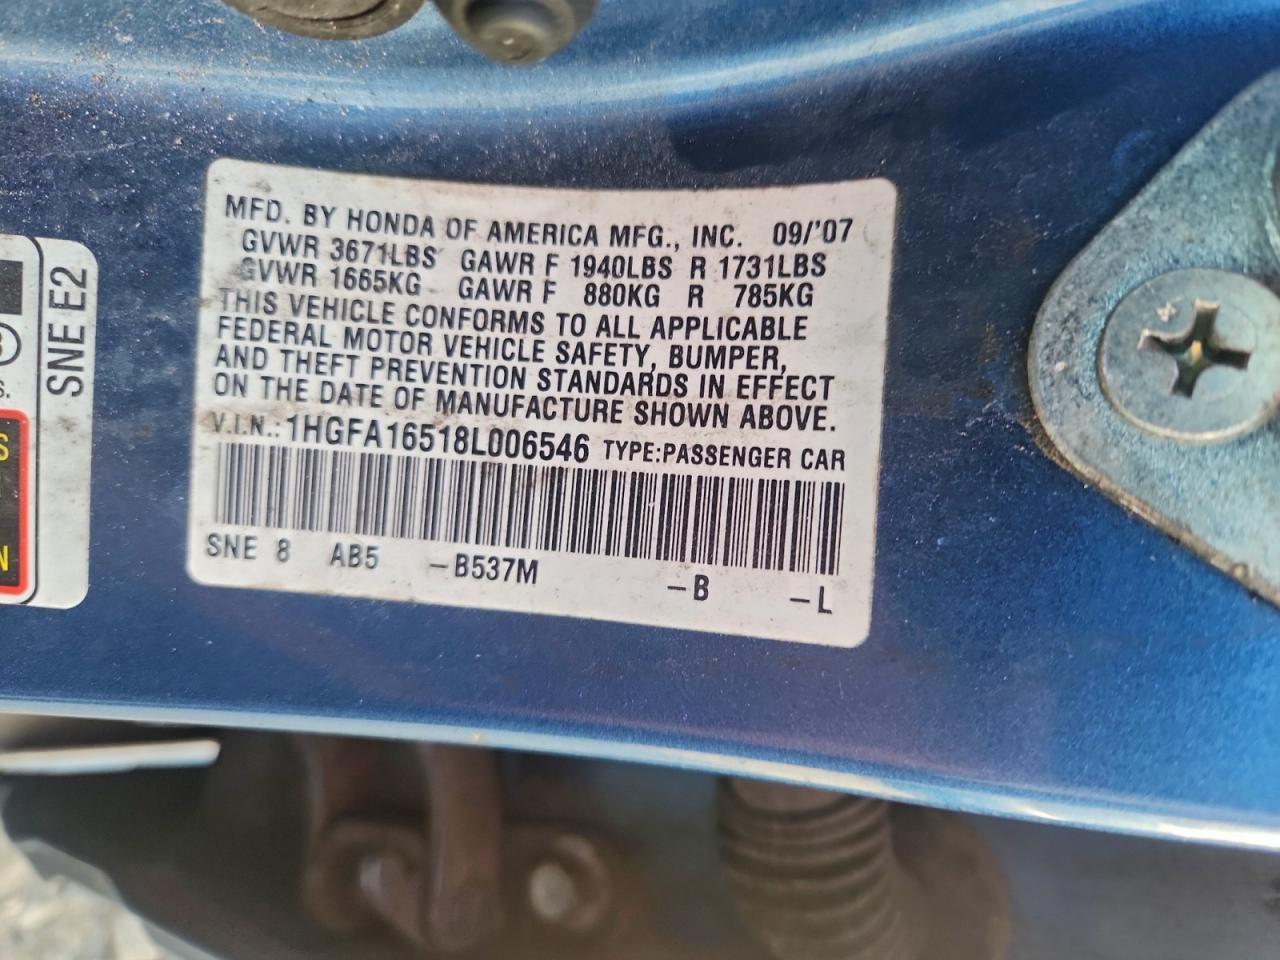 MFD. BY HONDA OF AMERICA MFG., INC. 09/'07
GVWR 3671LBS GAWR F 1940LBS R 1731LBS
GVWR 1665KG GAWR F 880KG R 785KG
THIS VEHICLE CONFORMS TO ALL APPLICABLE
FEDERAL MOTOR VEHICLE SAFETY, BUMPER,
AND THEFT PREVENTION STANDARDS IN EFFECT
ON THE DATE OF MANUFACTURE SHOWN ABOVE.
V.I.N.: 1HGFA16518L006546 TYPE:PASSENGER CAR
SNE 8 AB5 -B537M -B -L
SNE E2